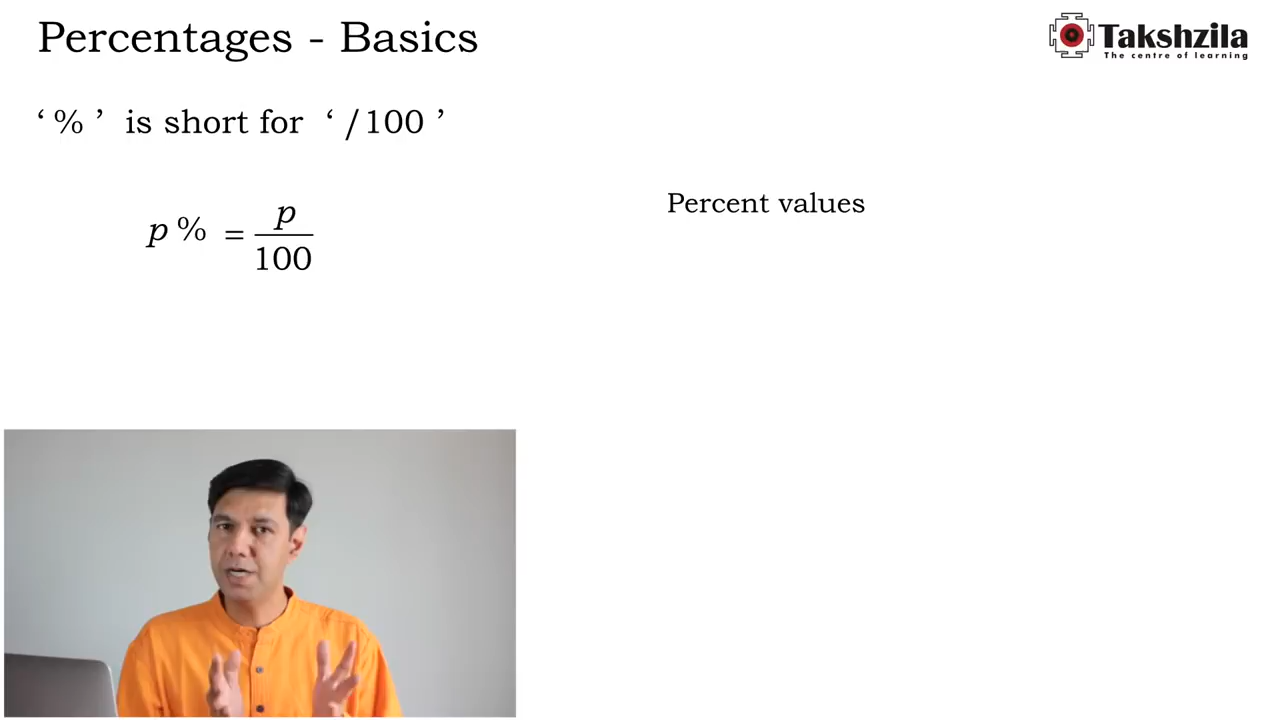 Percentages - Basics
Takshzila
The centre of learning
‘ % ’ is short for ‘ /100 ’
Percent values
p % = p/100